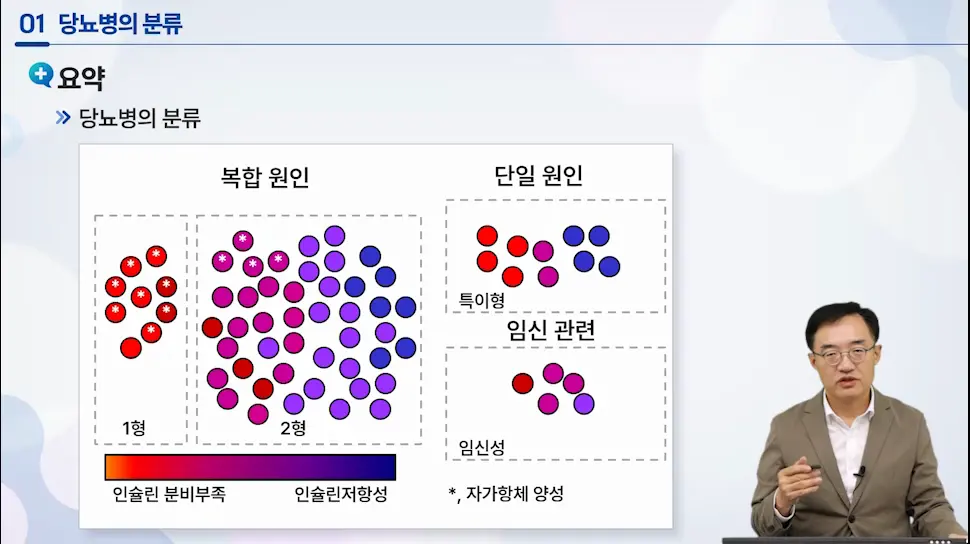 01 당뇨병의 분류
요약
당뇨병의 분류
복합 원인
단일 원인
특이형
임신 관련
1형
2형
임신성
인슐린 분비부족
인슐린저항성
*, 자가항체 양성